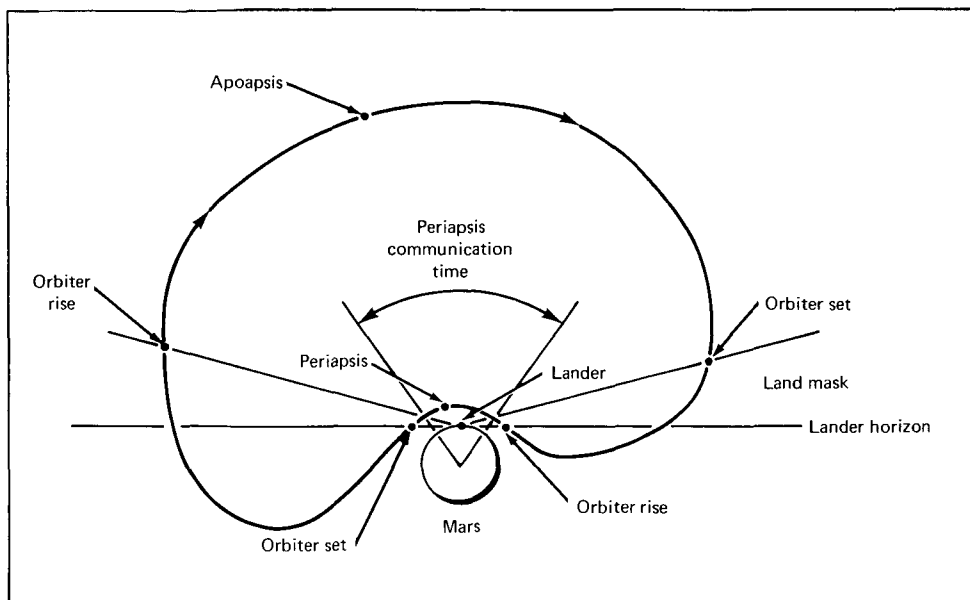 Apoapsis
Periapsis
communication
time
Orbiter
rise
Orbiter set
Periapsis
Lander
Land mask
Lander horizon
Orbiter rise
Mars
Orbiter set